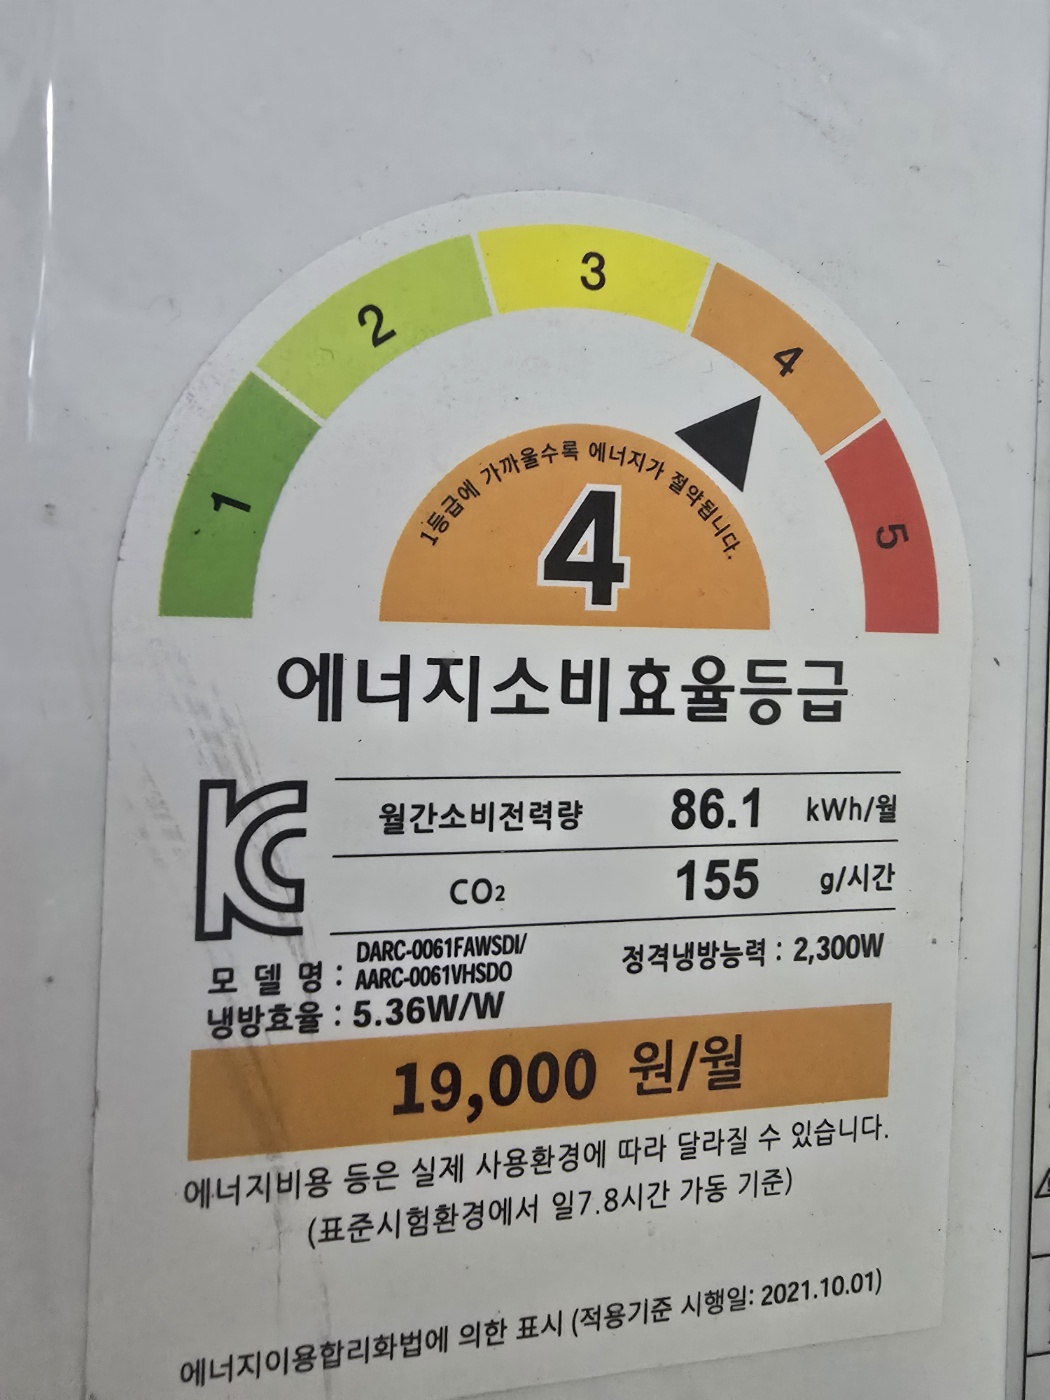 1
2
3
4
5
1등급에 가까울수록 에너지가 절약됩니다.
4
에너지소비효율등급
KC
월간소비전력량 86.1 kWh/월
CO₂ 155 g/시간
모 델 명 : DARC-0061FAWSDI/
AARC-0061VHSDO
정격냉방능력 : 2,300W
냉방효율 : 5.36W/W
19,000 원/월
에너지비용 등은 실제 사용환경에 따라 달라질 수 있습니다.
(표준시험환경에서 일7.8시간 가동 기준)
에너지이용합리화법에 의한 표시 (적용기준 시행일: 2021.10.01)